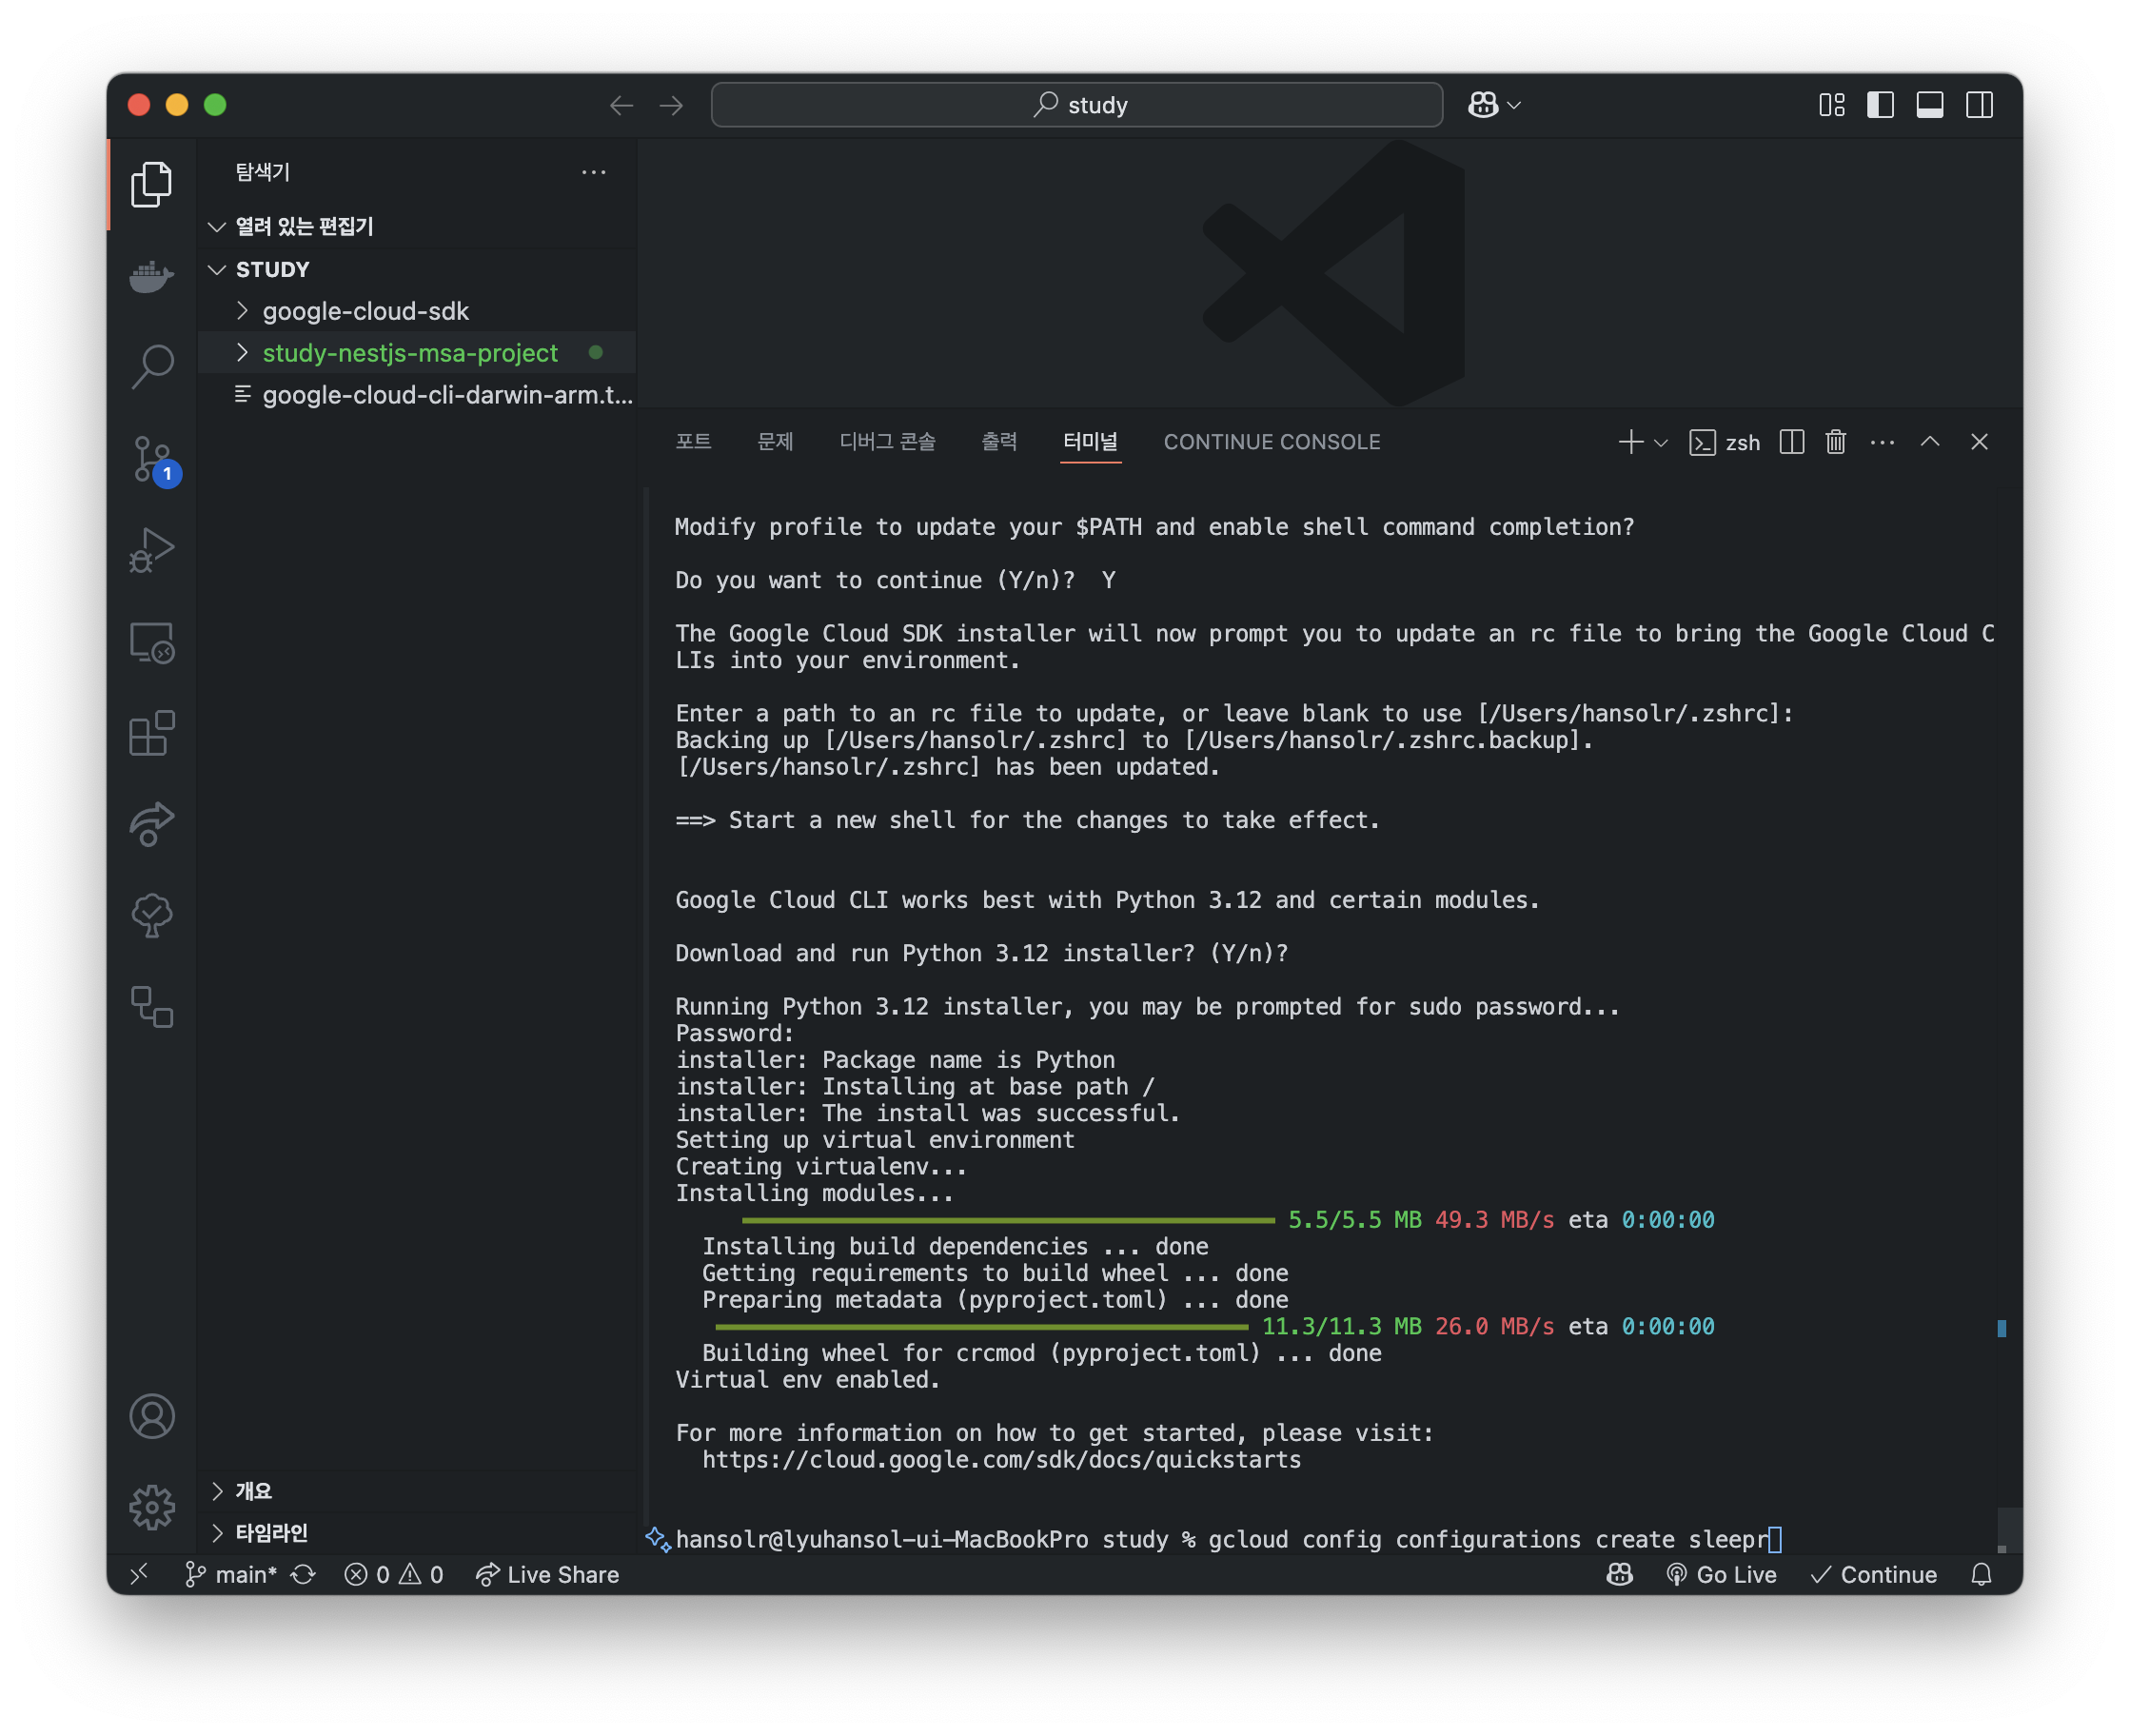 study
탐색기
열려 있는 편집기
STUDY
google-cloud-sdk
study-nestjs-msa-project
google-cloud-cli-darwin-arm.t...
1
개요
타임라인
포트 문제 디버그 콘솔 출력 터미널 CONTINUE CONSOLE zsh
Modify profile to update your $PATH and enable shell command completion?
Do you want to continue (Y/n)?  Y
The Google Cloud SDK installer will now prompt you to update an rc file to bring the Google Cloud C
LIs into your environment.
Enter a path to an rc file to update, or leave blank to use [/Users/hansolr/.zshrc]:
Backing up [/Users/hansolr/.zshrc] to [/Users/hansolr/.zshrc.backup].
[/Users/hansolr/.zshrc] has been updated.
==> Start a new shell for the changes to take effect.
Google Cloud CLI works best with Python 3.12 and certain modules.
Download and run Python 3.12 installer? (Y/n)?
Running Python 3.12 installer, you may be prompted for sudo password...
Password:
installer: Package name is Python
installer: Installing at base path /
installer: The install was successful.
Setting up virtual environment
Creating virtualenv...
Installing modules...
5.5/5.5 MB 49.3 MB/s eta 0:00:00
Installing build dependencies ... done
Getting requirements to build wheel ... done
Preparing metadata (pyproject.toml) ... done
11.3/11.3 MB 26.0 MB/s eta 0:00:00
Building wheel for crcmod (pyproject.toml) ... done
Virtual env enabled.
For more information on how to get started, please visit:
https://cloud.google.com/sdk/docs/quickstarts
hansolr@lyuhansol-ui-MacBookPro study % gcloud config configurations create sleepr
main* 0 0 Live Share Go Live Continue